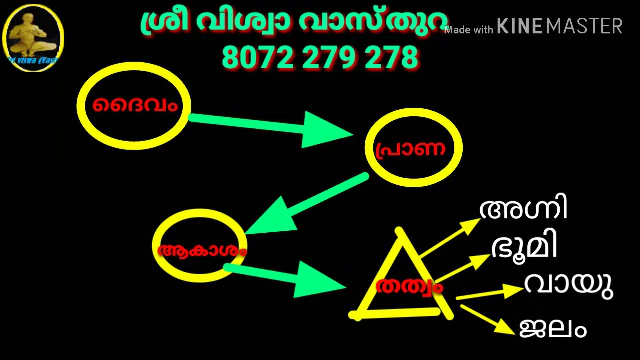 ശ്രീ വിശ്വാ വാസ്തുറ
Made with KINEMASTER
8072 279 278
ദൈവം
പ്രാണ
അഗ്നി
ഭൂമി
ആകാശം
തത്വം
വായു
ജലം